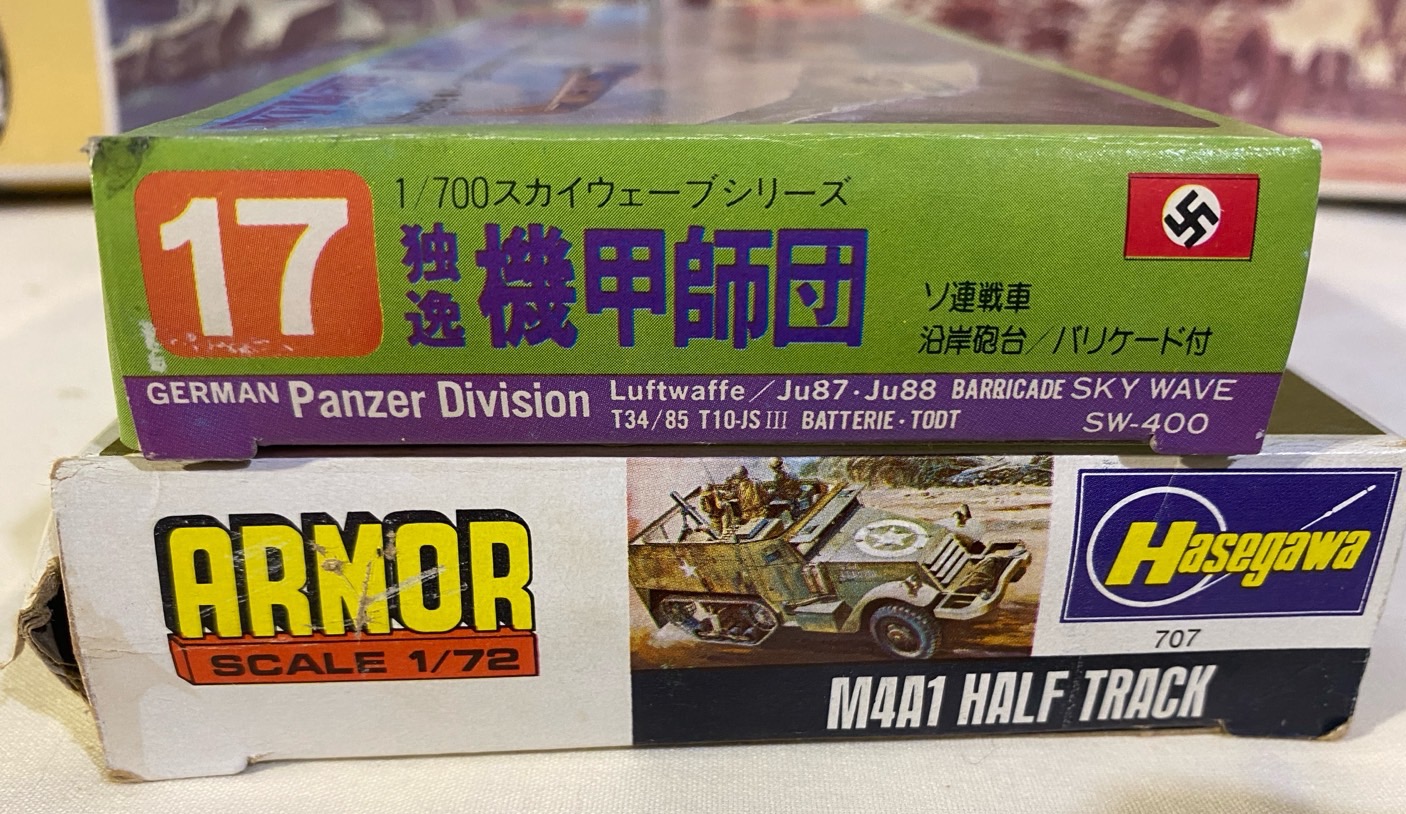 17
1/700スカイウェーブシリーズ
独逸 機甲師団
ソ連戦車
沿岸砲台/バリケード付
GERMAN Panzer Division Luftwaffe/Ju87・Ju88 BARRICADE SKY WAVE
T34/85 T10-JSIII BATTERIE・TODT SW-400
ARMOR
SCALE 1/72
Hasegawa
707
M4A1 HALF TRACK